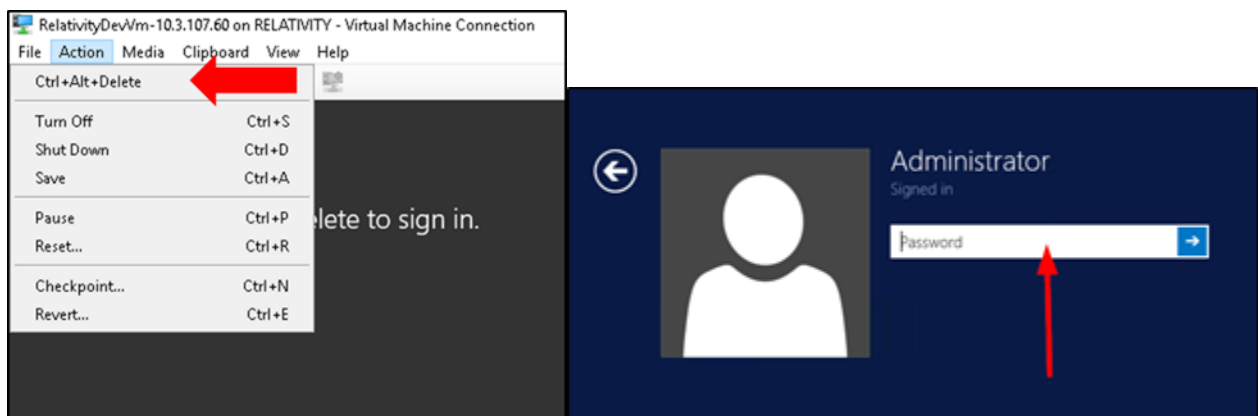 RelativityDevVm-10.3.107.60 on RELATIVITY - Virtual Machine Connection
File Action Media Clipboard View Help
Ctrl+Alt+Delete
Turn Off Ctrl+S
Shut Down Ctrl+D
Save Ctrl+A
Pause Ctrl+P
lete to sign in.
Reset... Ctrl+R
Checkpoint... Ctrl+N
Revert... Ctrl+E
Administrator
Signed in
Password